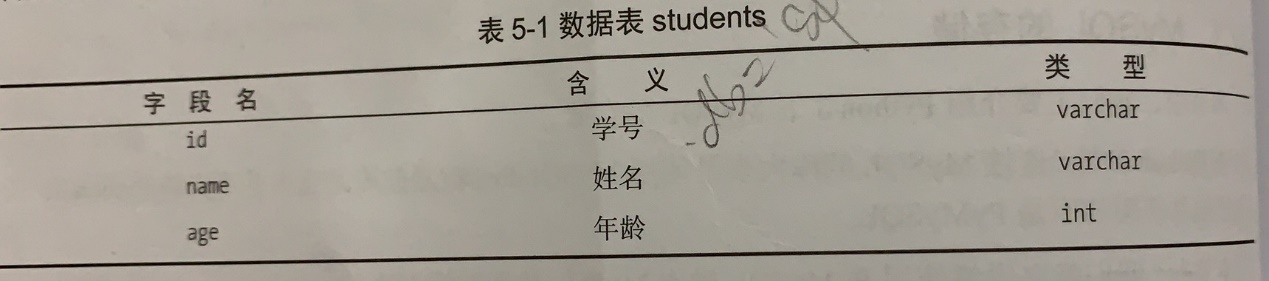 表 5-1 数据表 students
字 段 名 含 义 类 型
id 学号 varchar
name 姓名 varchar
age 年龄 int